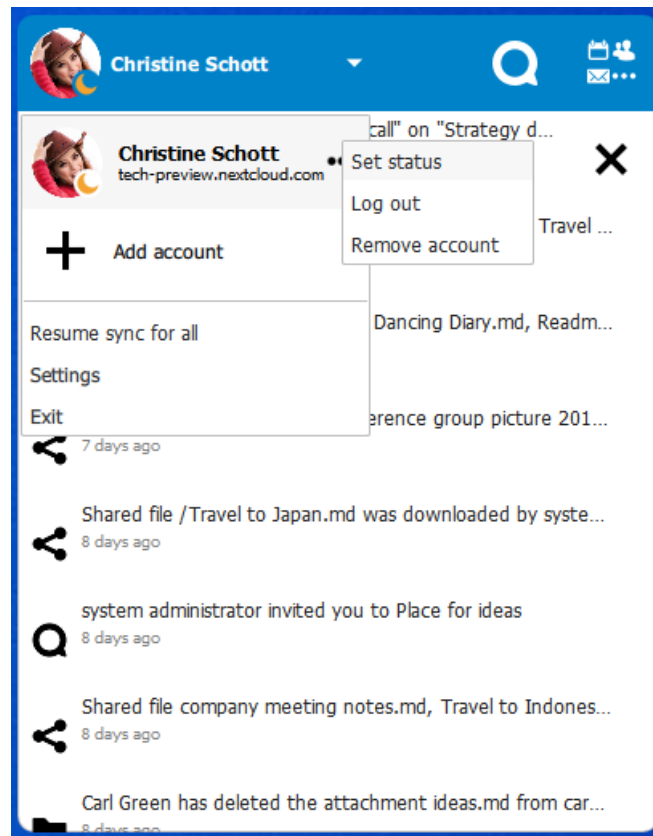 Christine Schott
call" on "Strategy d...
Christine Schott
tech-preview.nextcloud.com
Set status
Log out
Remove account
Travel ...
Add account
Dancing Diary.md, Readm...
Resume sync for all
Settings
Exit
erence group picture 201...
7 days ago
Shared file /Travel to Japan.md was downloaded by syste...
8 days ago
system administrator invited you to Place for ideas
8 days ago
Shared file company meeting notes.md, Travel to Indones...
8 days ago
Carl Green has deleted the attachment ideas.md from car...
8 days ago